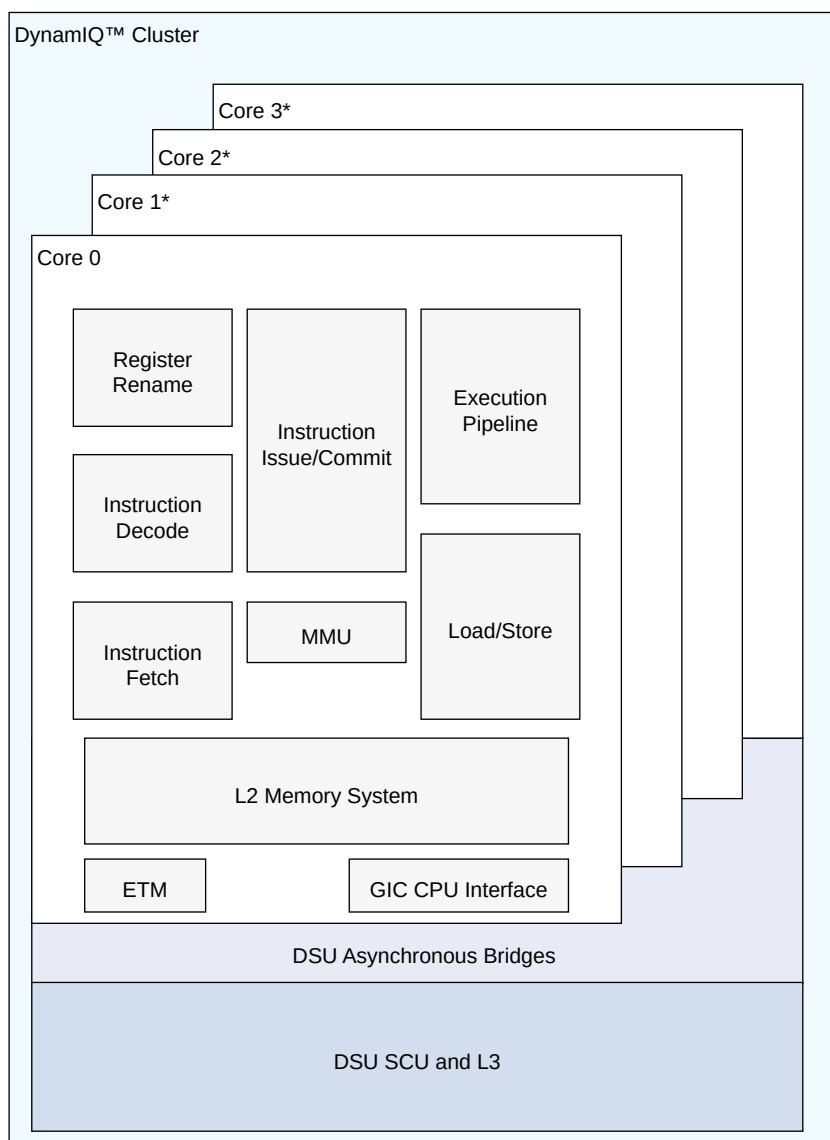 DynamIQ™ Cluster
Core 3*
Core 2*
Core 1*
Core 0
Register
Rename
Instruction
Issue/Commit
Execution
Pipeline
Instruction
Decode
Instruction
Fetch
MMU
Load/Store
L2 Memory System
ETM
GIC CPU Interface
DSU Asynchronous Bridges
DSU SCU and L3